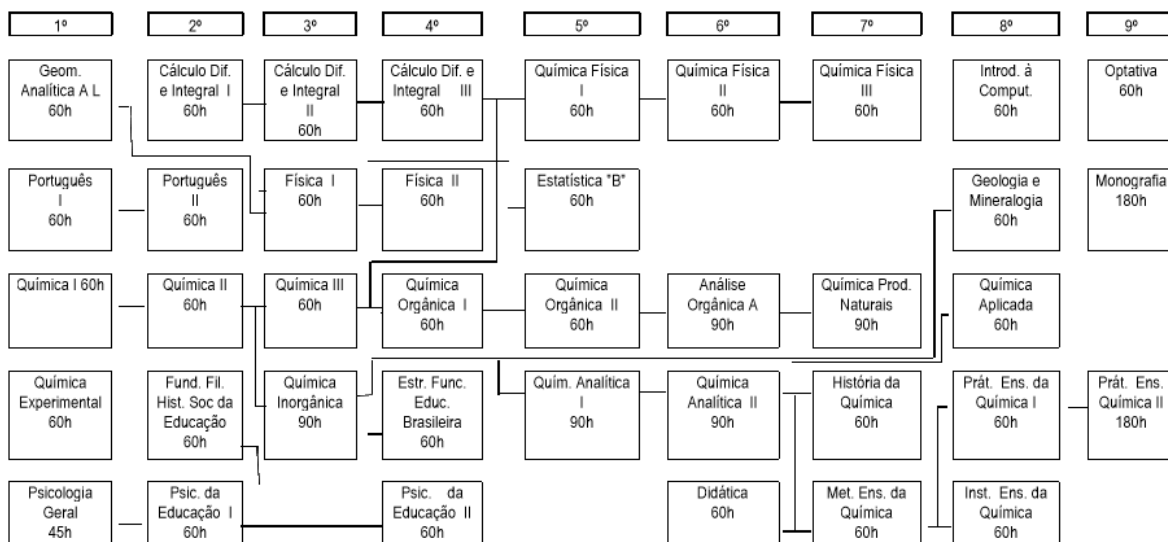 1º 2º 3º 4º 5º 6º 7º 8º 9º
Geom.
Analítica A L
60h
Cálculo Dif.
e Integral I
60h
Cálculo Dif.
e Integral
II
60h
Cálculo Dif. e
Integral III
60h
Química Física
I
60h
Química Física
II
60h
Química Física
III
60h
Introd. à
Comput.
60h
Optativa
60h
Português
I
60h
Português
II
60h
Física I
60h
Física II
60h
Estatística "B"
60h
Geologia e
Mineralogia
60h
Monografia
180h
Química I 60h
Química II
60h
Química III
60h
Química
Orgânica I
60h
Química
Orgânica II
60h
Análise
Orgânica A
90h
Química Prod.
Naturais
90h
Química
Aplicada
60h
Química
Experimental
60h
Fund. Fil.
Hist. Soc da
Educação
60h
Química
Inorgânica
90h
Estr. Func.
Educ.
Brasileira
60h
Quím. Analítica
I
90h
Química
Analítica II
90h
História da
Química
60h
Prát. Ens. da
Química I
60h
Prát. Ens.
Química II
180h
Psicologia
Geral
45h
Psic. da
Educação I
60h
Psic. da
Educação II
60h
Didática
60h
Met. Ens. da
Química
60h
Inst. Ens. da
Química
60h